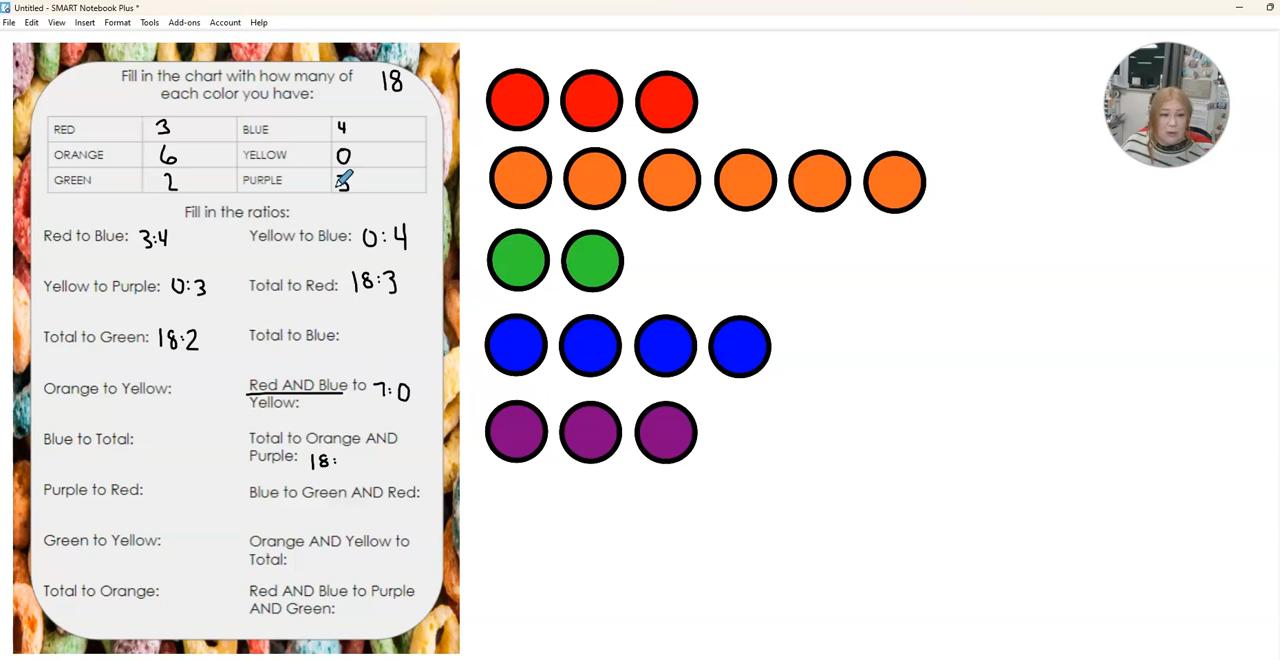 Untitled - SMART Notebook Plus *
File Edit View Insert Format Tools Add-ons Account Help
Fill in the chart with how many of 18
each color you have:
RED 3 BLUE 4
ORANGE 6 YELLOW 0
GREEN 2 PURPLE
Fill in the ratios:
Red to Blue: 3:4 Yellow to Blue: 0:4
Yellow to Purple: 0:3 Total to Red: 18:3
Total to Green: 18:2 Total to Blue:
Orange to Yellow: Red AND Blue to 7:0
Yellow:
Blue to Total: Total to Orange AND
Purple: 18:
Purple to Red: Blue to Green AND Red:
Green to Yellow: Orange AND Yellow to
Total:
Total to Orange: Red AND Blue to Purple
AND Green: